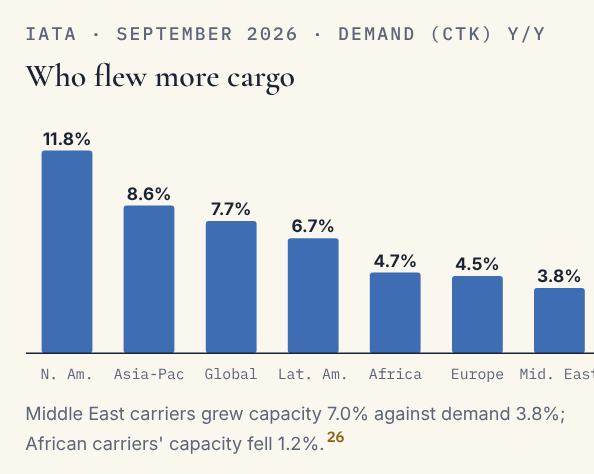 IATA · SEPTEMBER 2026 · DEMAND (CTK) Y/Y
Who flew more cargo
11.8%
8.6%
7.7%
6.7%
4.7%
4.5%
3.8%
N. Am. Asia-Pac Global Lat. Am. Africa Europe Mid. East
Middle East carriers grew capacity 7.0% against demand 3.8%;
African carriers' capacity fell 1.2%. 26